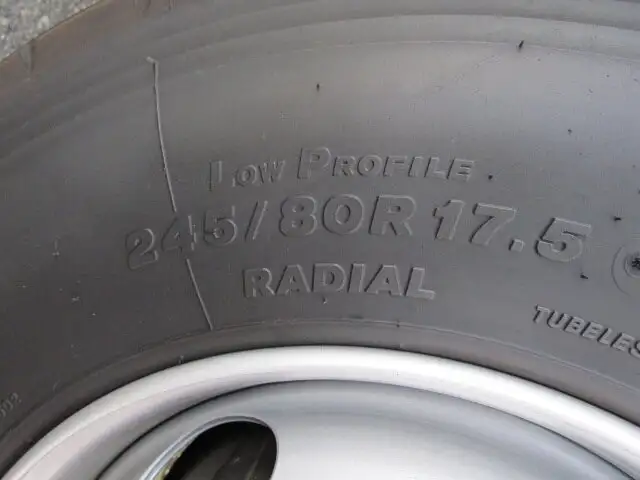 LOW PROFILE
245/80R 17.5
RADIAL
TUBELES